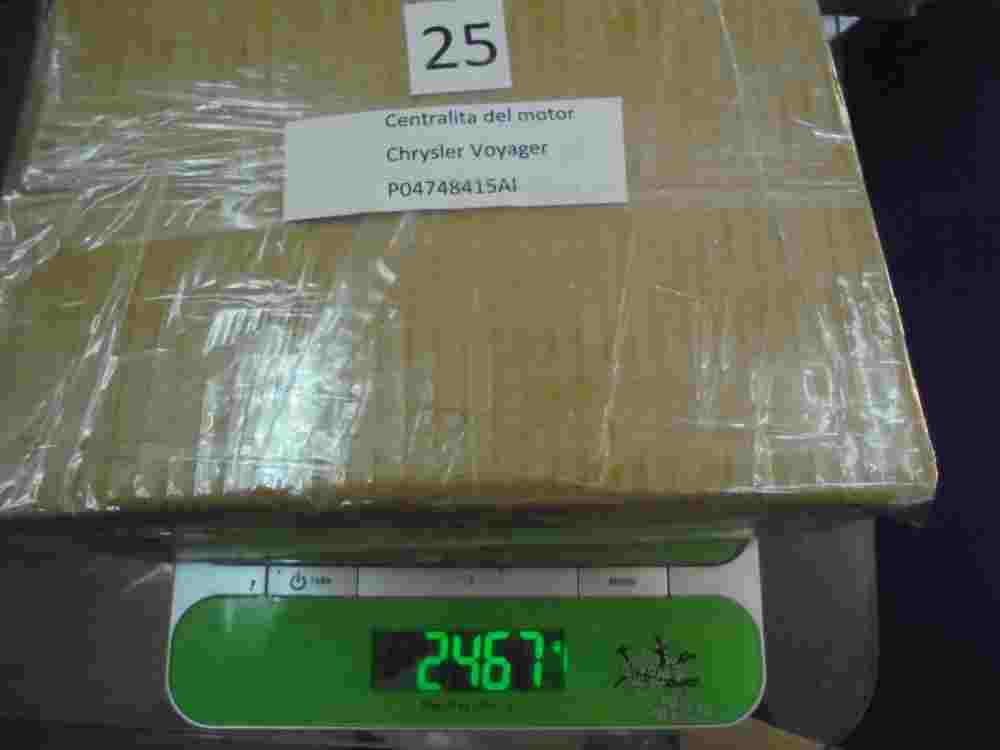 25
Centralita del motor
Chrysler Voyager
P04748415AI
2467